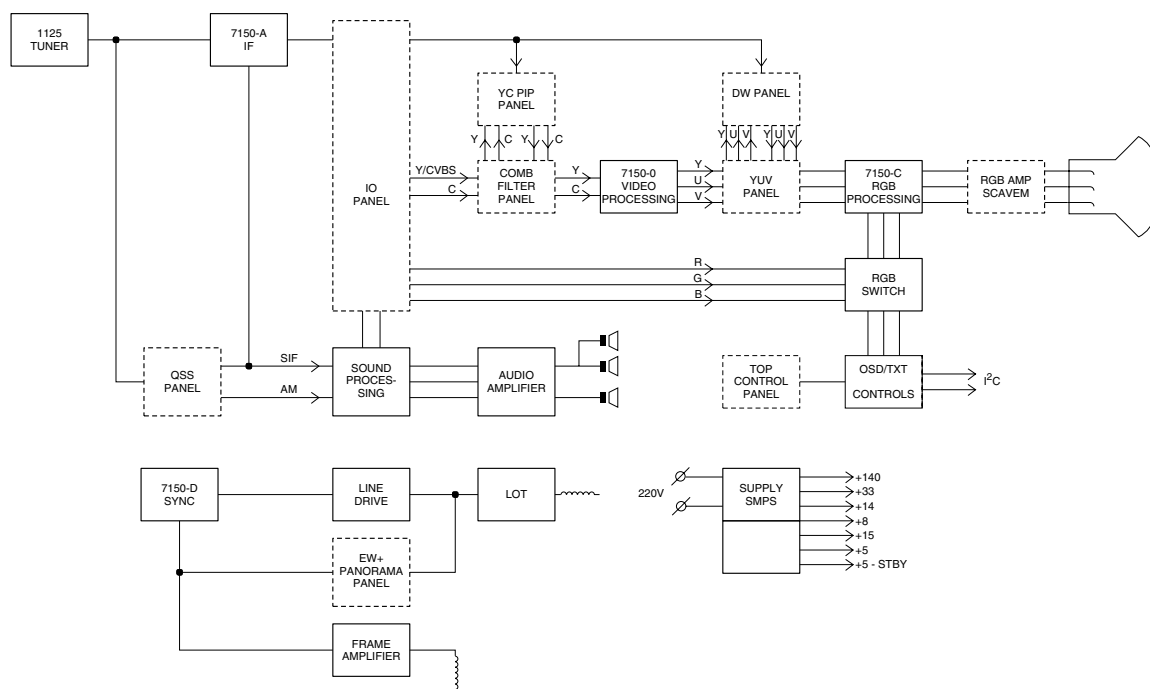 1125
TUNER
7150-A
IF
IO
PANEL
YC PIP
PANEL
DW PANEL
Y C Y C
Y U V Y U V
Y/CVBS
C
COMB
FILTER
PANEL
Y
C
7150-0
VIDEO
PROCESSING
Y
U
V
YUV
PANEL
7150-C
RGB
PROCESSING
RGB AMP
SCAVEM
R
G
B
RGB
SWITCH
QSS
PANEL
SIF
AM
SOUND
PROCES-
SING
AUDIO
AMPLIFIER
TOP
CONTROL
PANEL
OSD/TXT
CONTROLS
I²C
7150-D
SYNC
LINE
DRIVE
LOT
220V
SUPPLY
SMPS
+140
+33
+14
+8
+15
+5
+5 - STBY
EW+
PANORAMA
PANEL
FRAME
AMPLIFIER